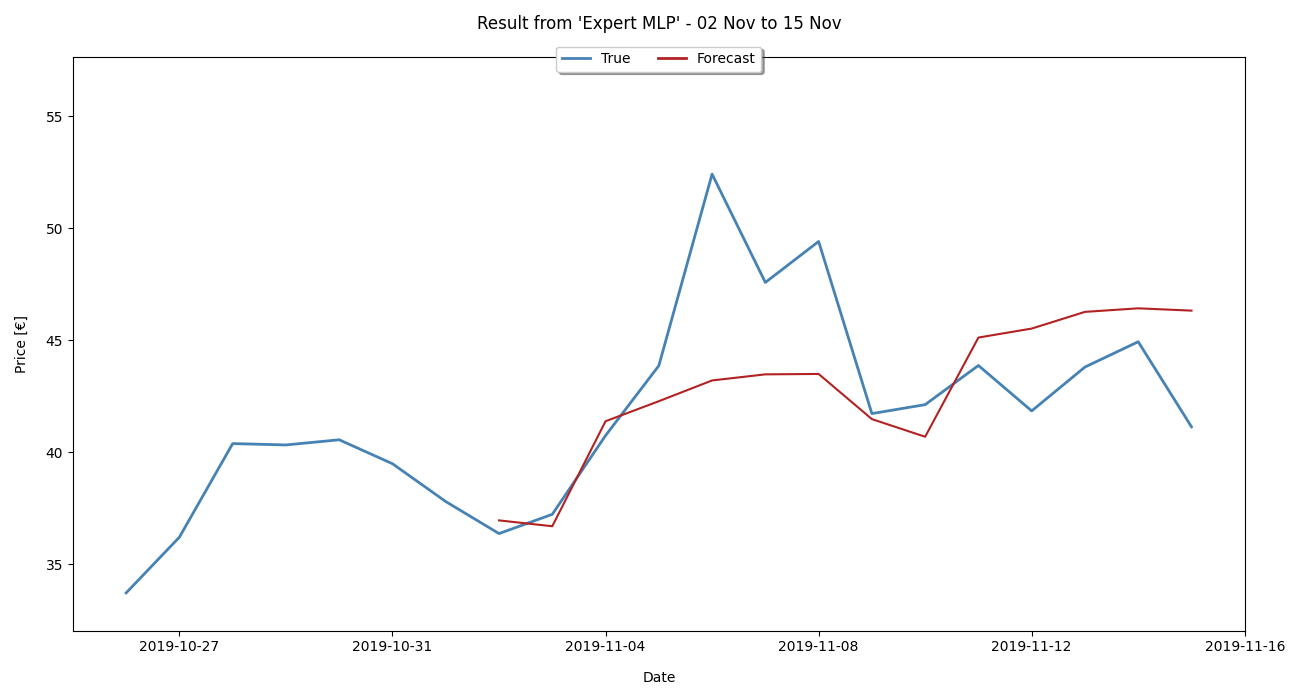 Result from 'Expert MLP' - 02 Nov to 15 Nov
True Forecast
55
50
45
40
35
Price [€]
2019-10-27 2019-10-31 2019-11-04 2019-11-08 2019-11-12 2019-11-16
Date